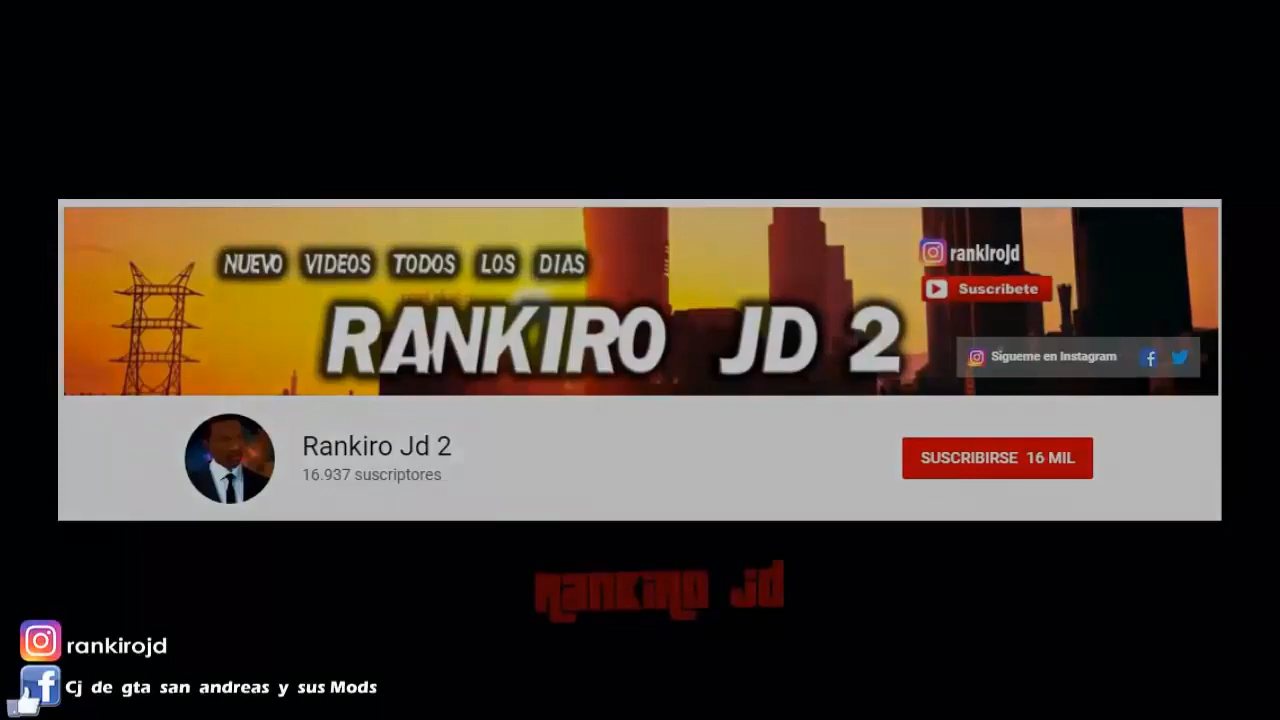 NUEVO VIDEOS TODOS LOS DIAS
rankirojd
Suscribete
RANKIRO JD 2
Sigueme en Instagram
Rankiro Jd 2
16.937 suscriptores
SUSCRIBIRSE 16 MIL
Rankiro jd
rankirojd
Cj de gta san andreas y sus Mods